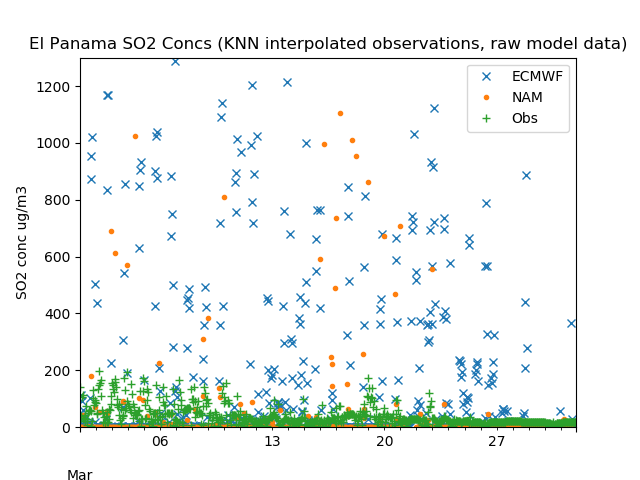 El Panama SO2 Concs (KNN interpolated observations, raw model data)
ECMWF
NAM
Obs
SO2 conc ug/m3
1200
1000
800
600
400
200
0
06 13 20 27
Mar